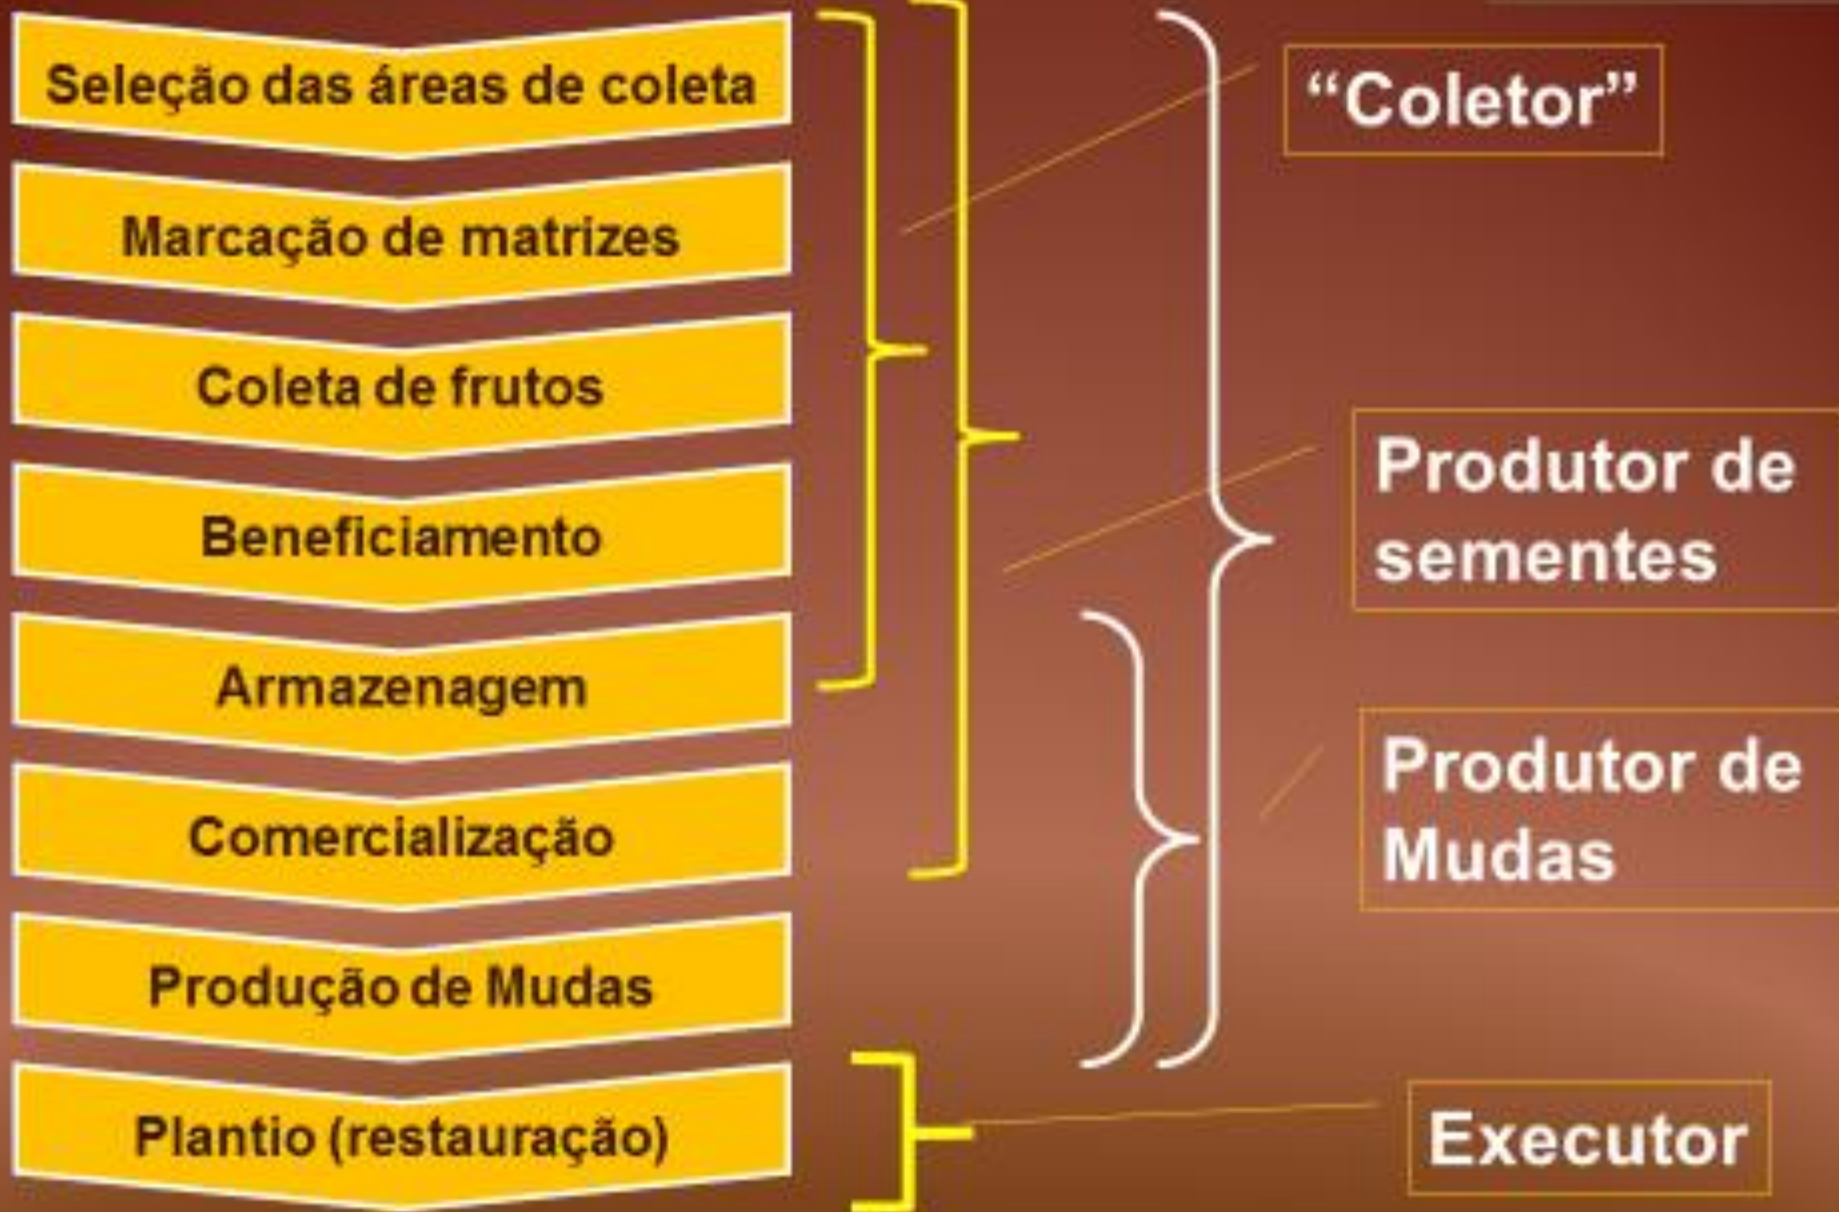 Seleção das áreas de coleta
Marcação de matrizes
Coleta de frutos
Beneficiamento
Armazenagem
Comercialização
Produção de Mudas
Plantio (restauração)
“Coletor”
Produtor de
sementes
Produtor de
Mudas
Executor